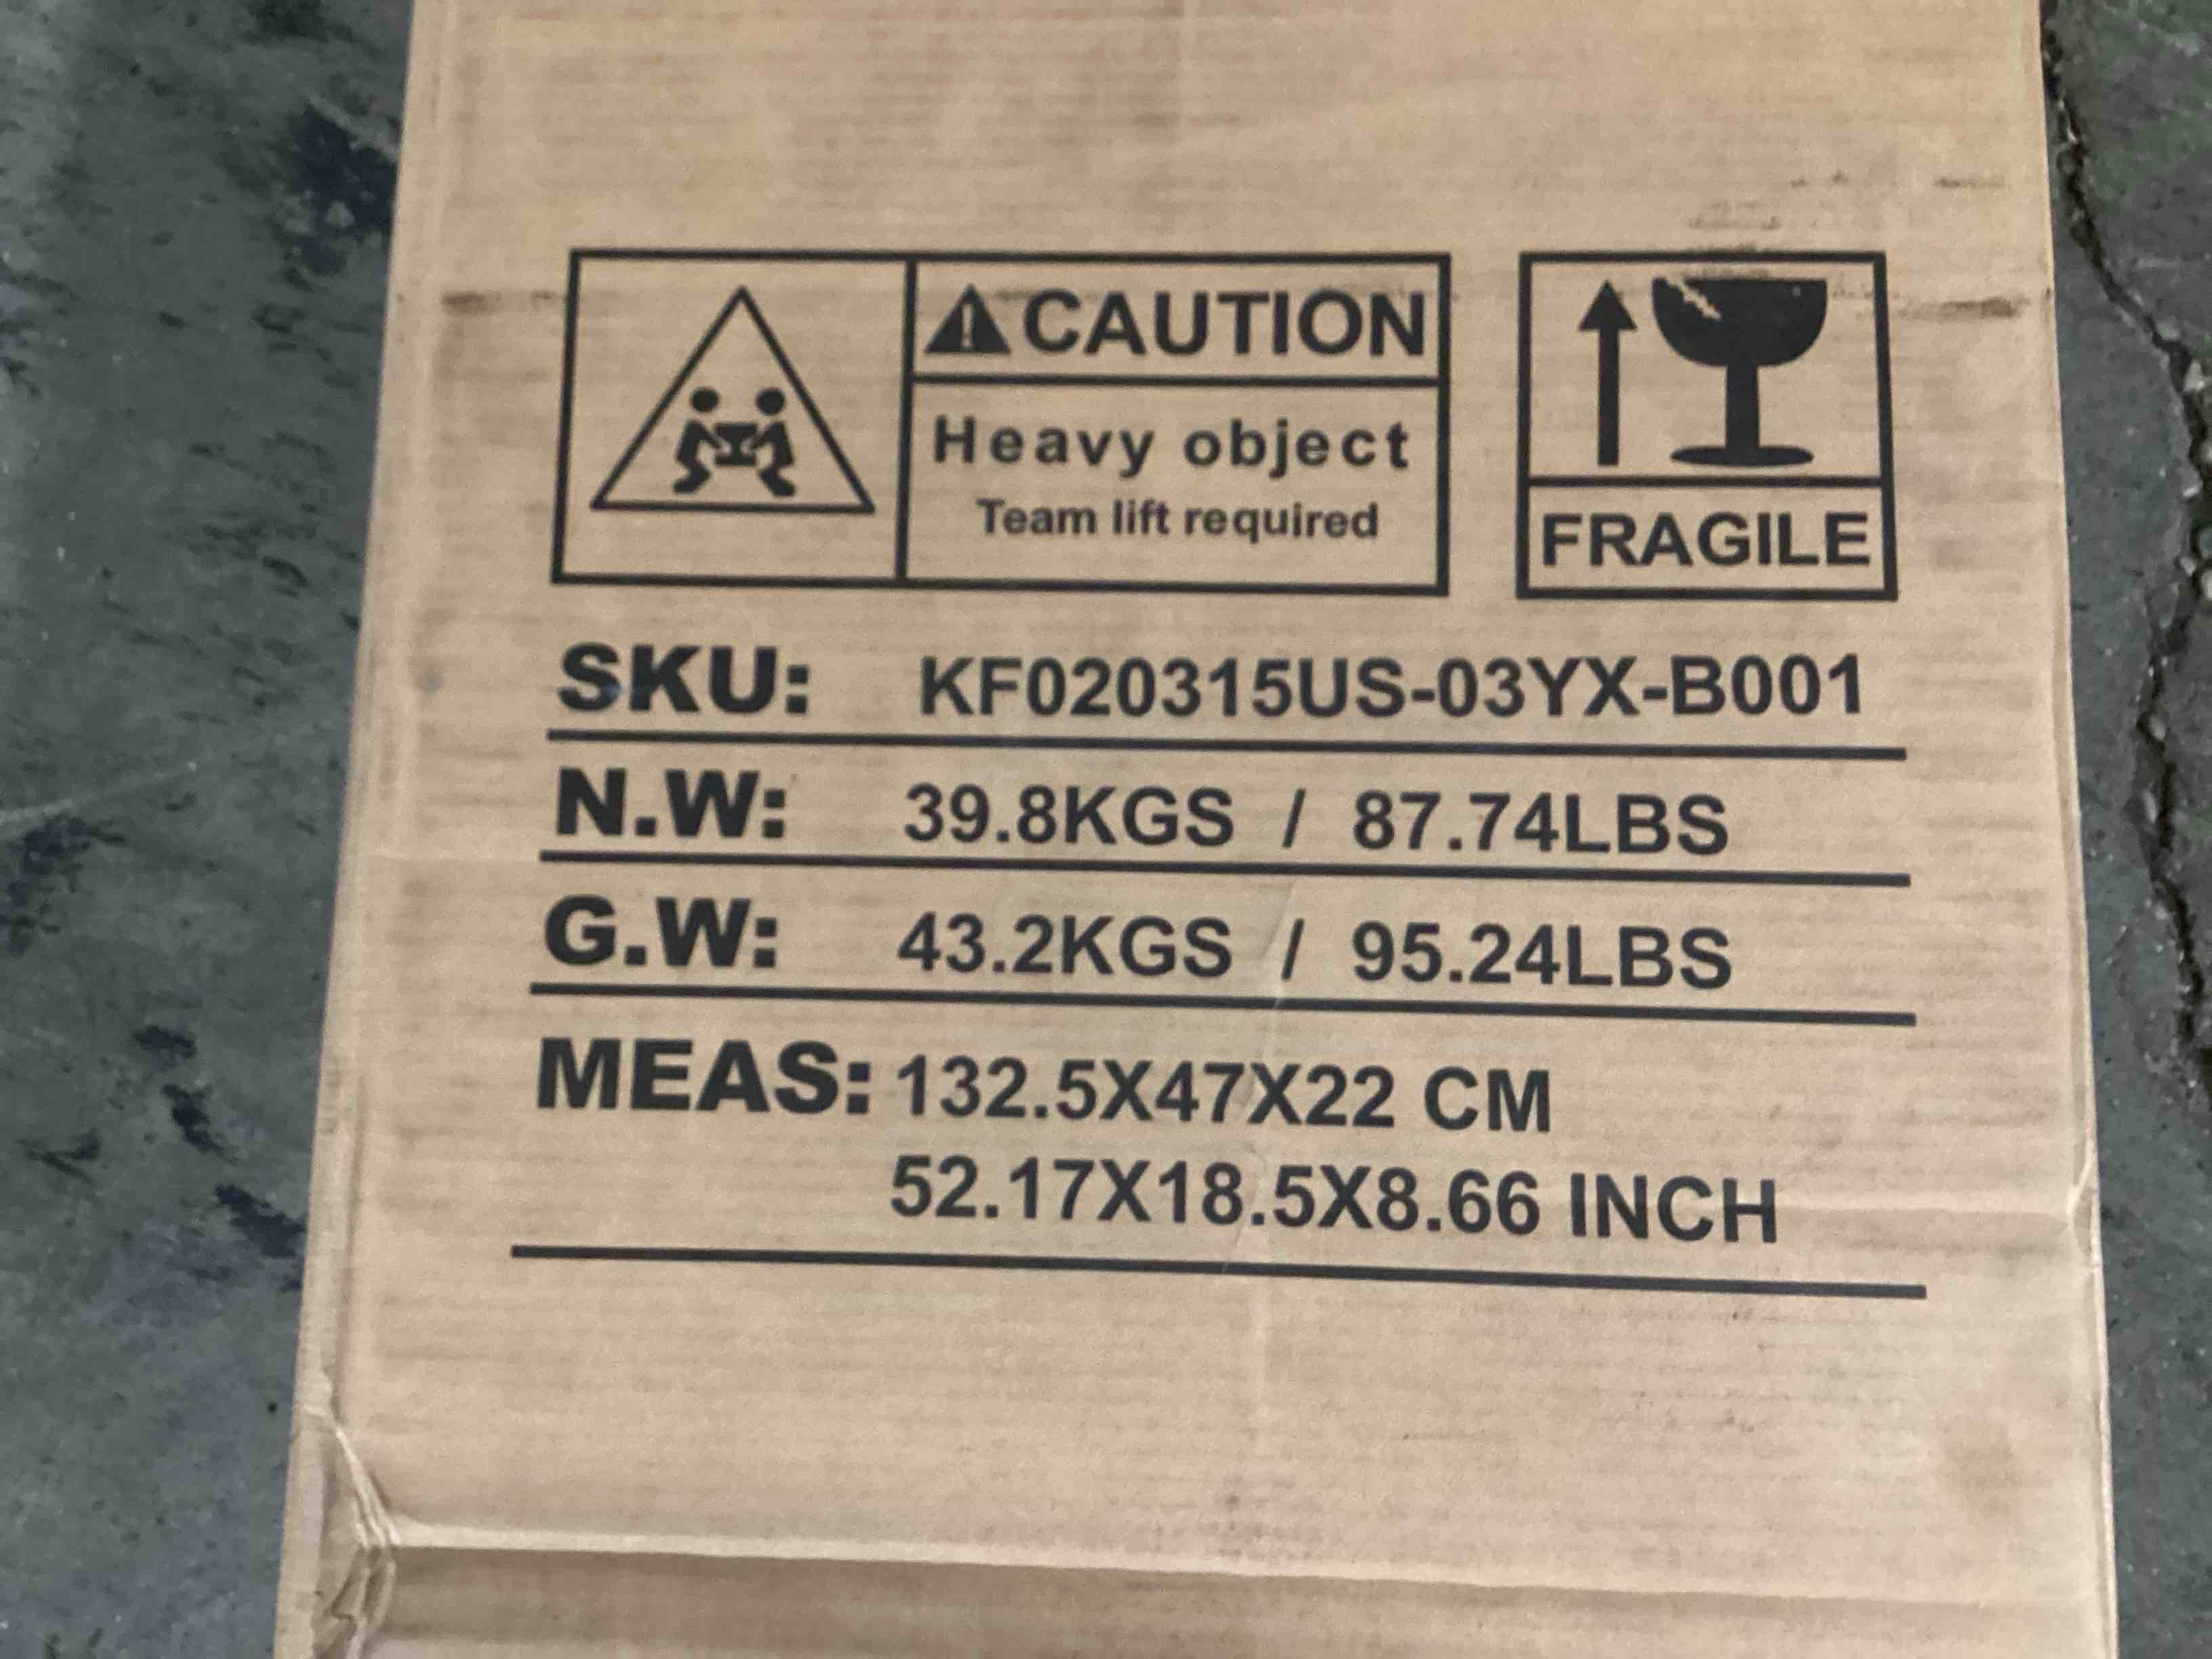 CAUTION
Heavy object
Team lift required
FRAGILE
SKU: KF020315US-03YX-B001
N.W: 39.8KGS / 87.74LBS
G.W: 43.2KGS / 95.24LBS
MEAS: 132.5X47X22 CM
52.17X18.5X8.66 INCH